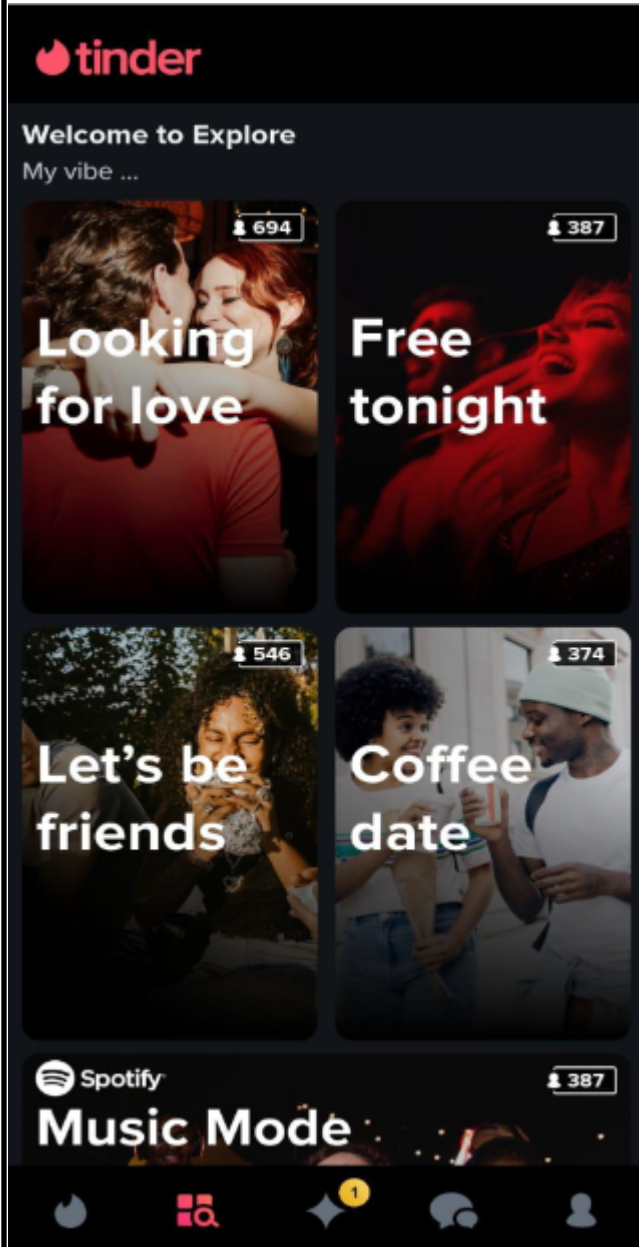 tinder
Welcome to Explore
My vibe ...
694
Looking
for love
387
Free
tonight
546
Let's be
friends
374
Coffee
date
Spotify
387
Music Mode
1